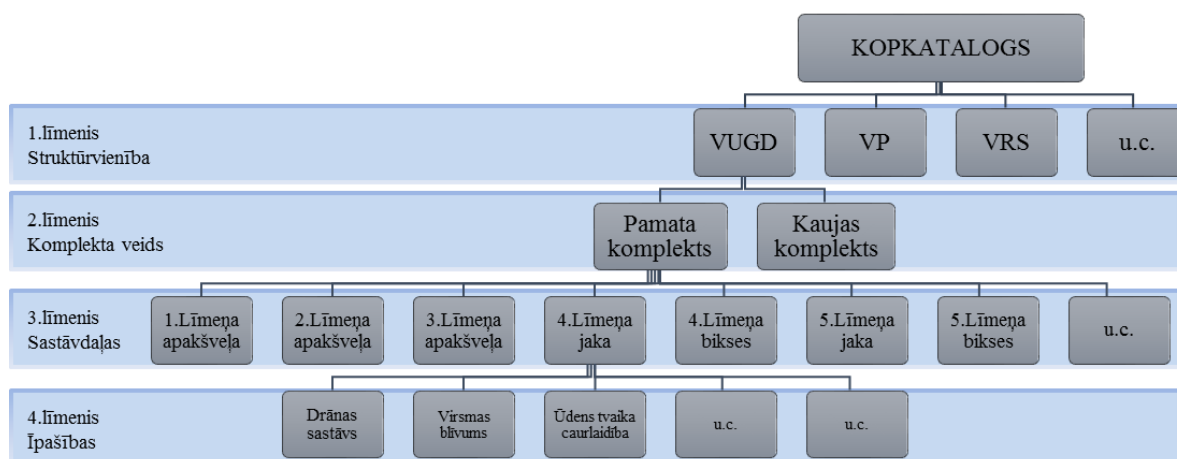 KOPKATALOGS
1.līmenis
Struktūrvienība
VUGD
VP
VRS
u.c.
2.līmenis
Komplekta veids
Pamata
komplekts
Kaujas
komplekts
3.līmenis
Sastāvdaļas
1.Līmeņa
apakšveļa
2.Līmeņa
apakšveļa
3.Līmeņa
apakšveļa
4.Līmeņa
jaka
4.Līmeņa
bikses
5.Līmeņa
jaka
5.Līmeņa
bikses
u.c.
4.līmenis
Īpašības
Drānas
sastāvs
Virsmas
blīvums
Ūdens tvaika
caurlaidība
u.c.
u.c.